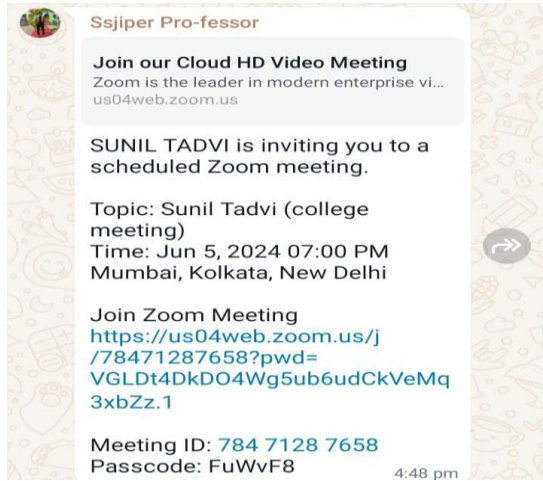 Ssjiper Pro-fessor
Join our Cloud HD Video Meeting
Zoom is the leader in modern enterprise vi...
us04web.zoom.us
SUNIL TADVI is inviting you to a
scheduled Zoom meeting.
Topic: Sunil Tadvi (college
meeting)
Time: Jun 5, 2024 07:00 PM
Mumbai, Kolkata, New Delhi
Join Zoom Meeting
https://us04web.zoom.us/j
/78471287658?pwd=
VGLDt4DkDO4Wg5ub6udCkVeMq
3xbZz.1
Meeting ID: 784 7128 7658
Passcode: FuWvF8
4:48 pm